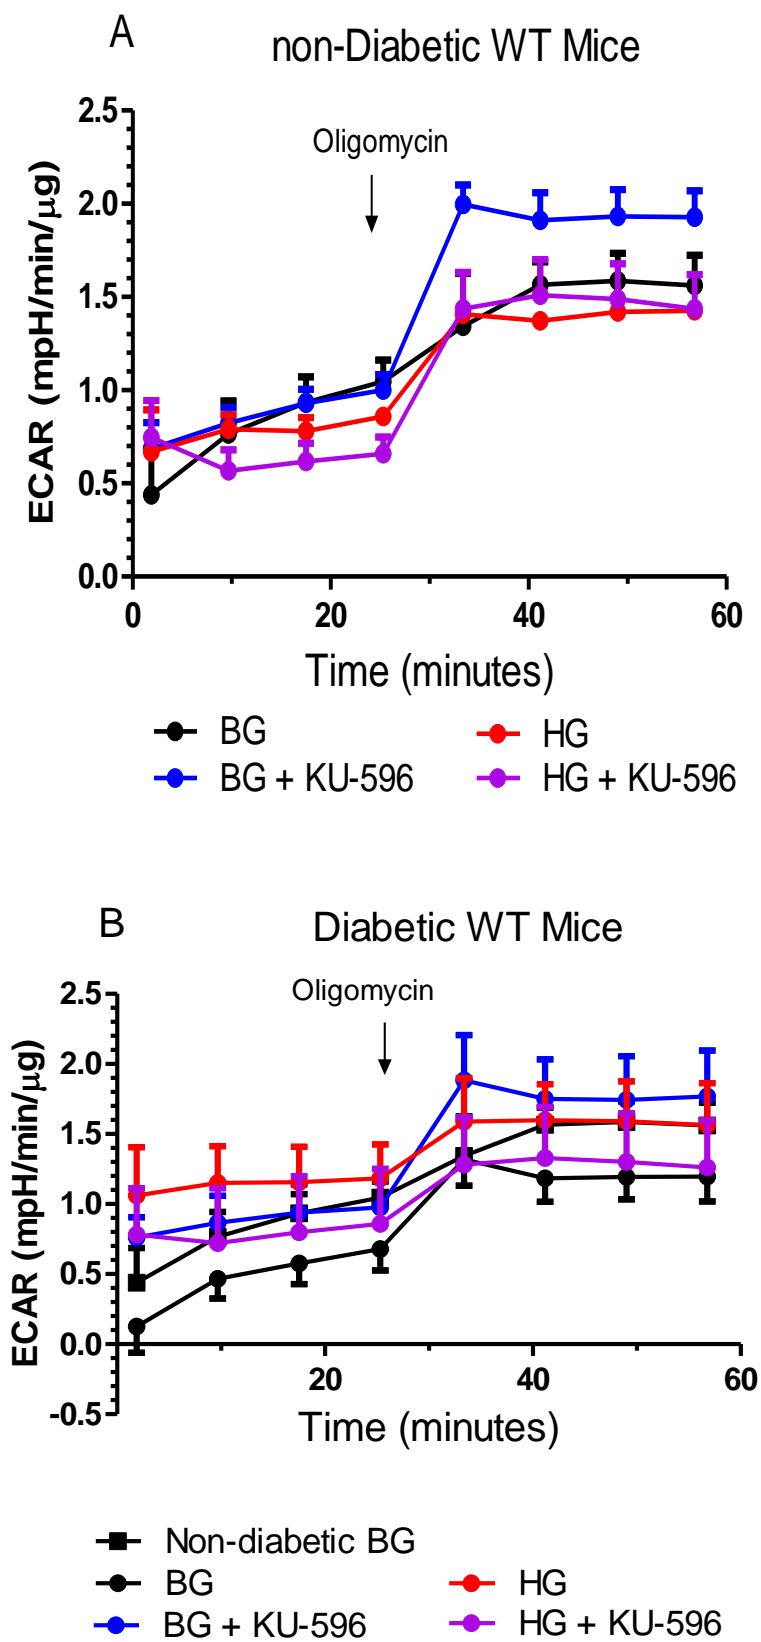 A
non-Diabetic WT Mice
2.5
Oligomycin
2.0
1.5
1.0
0.5
0.0
ECAR (mpH/min/µg)
0 20 40 60
Time (minutes)
BG HG
BG + KU-596 HG + KU-596
B
Diabetic WT Mice
2.5
Oligomycin
2.0
1.5
1.0
0.5
0.0
-0.5
ECAR (mpH/min/µg)
20 40 60
Time (minutes)
Non-diabetic BG
BG HG
BG + KU-596 HG + KU-596